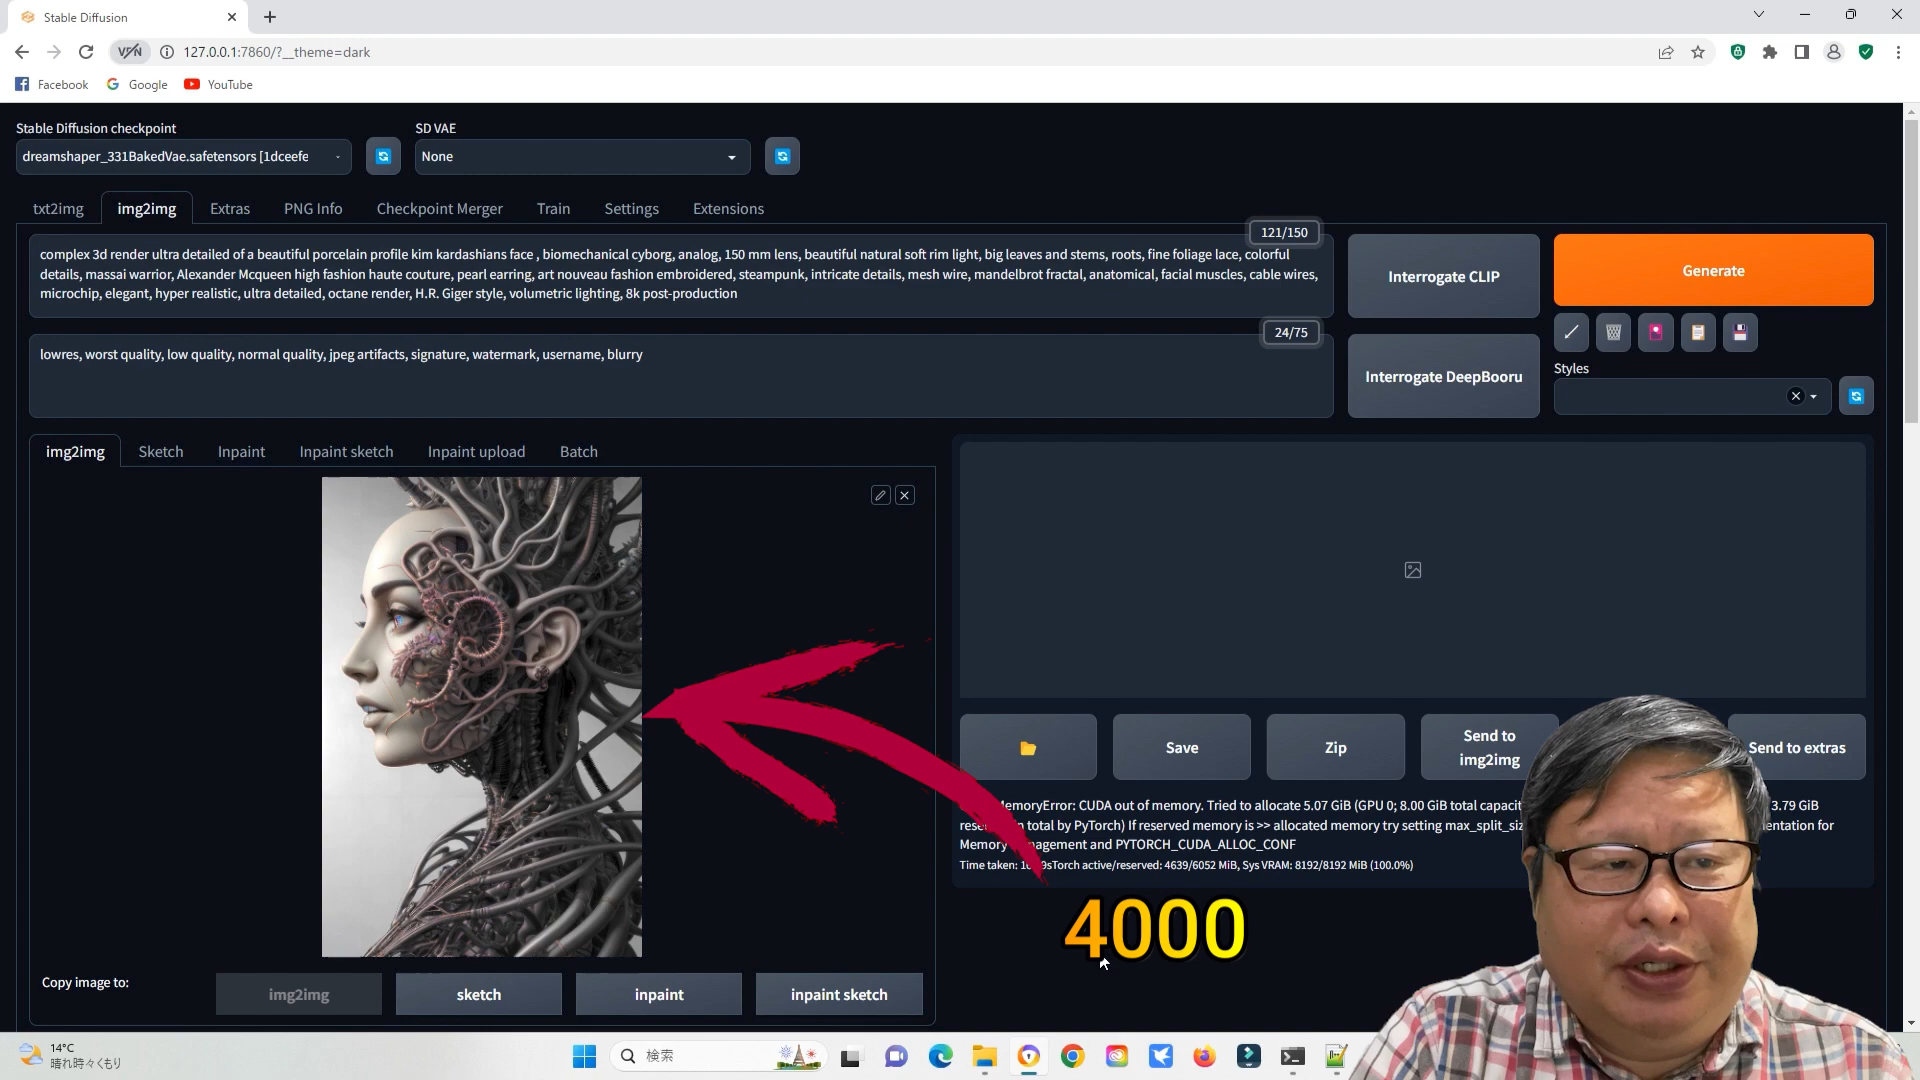 Stable Diffusion
VPN
127.0.0.1:7860/?__theme=dark
Facebook
Google
YouTube
Stable Diffusion checkpoint
SD VAE
dreamshaper_331BakedVae.safetensors [1dceefe
None
txt2img
img2img
Extras
PNG Info
Checkpoint Merger
Train
Settings
Extensions
121/150
complex 3d render ultra detailed of a beautiful porcelain profile kim kardashians face , biomechanical cyborg, analog, 150 mm lens, beautiful natural soft rim light, big leaves and stems, roots, fine foliage lace, colorful
details, massai warrior, Alexander Mcqueen high fashion haute couture, pearl earring, art nouveau fashion embroidered, steampunk, intricate details, mesh wire, mandelbrot fractal, anatomical, facial muscles, cable wires,
microchip, elegant, hyper realistic, ultra detailed, octane render, H.R. Giger style, volumetric lighting, 8k post-production
Interrogate CLIP
Generate
24/75
lowres, worst quality, low quality, normal quality, jpeg artifacts, signature, watermark, username, blurry
Interrogate DeepBooru
Styles
img2img
Sketch
Inpaint
Inpaint sketch
Inpaint upload
Batch
Save
Zip
Send to
img2img
Send to extras
MemoryError: CUDA out of memory. Tried to allocate 5.07 GiB (GPU 0; 8.00 GiB total capacit 3.79 GiB
total by PyTorch) If reserved memory is >> allocated memory try setting max_split_siz entation for
Memory and PYTORCH_CUDA_ALLOC_CONF
Time taken: Torch active/reserved: 4639/6052 MiB, Sys VRAM: 8192/8192 MiB (100.0%)
4000
Copy image to:
img2img
sketch
inpaint
inpaint sketch
14°C
晴れ時々くもり
検索